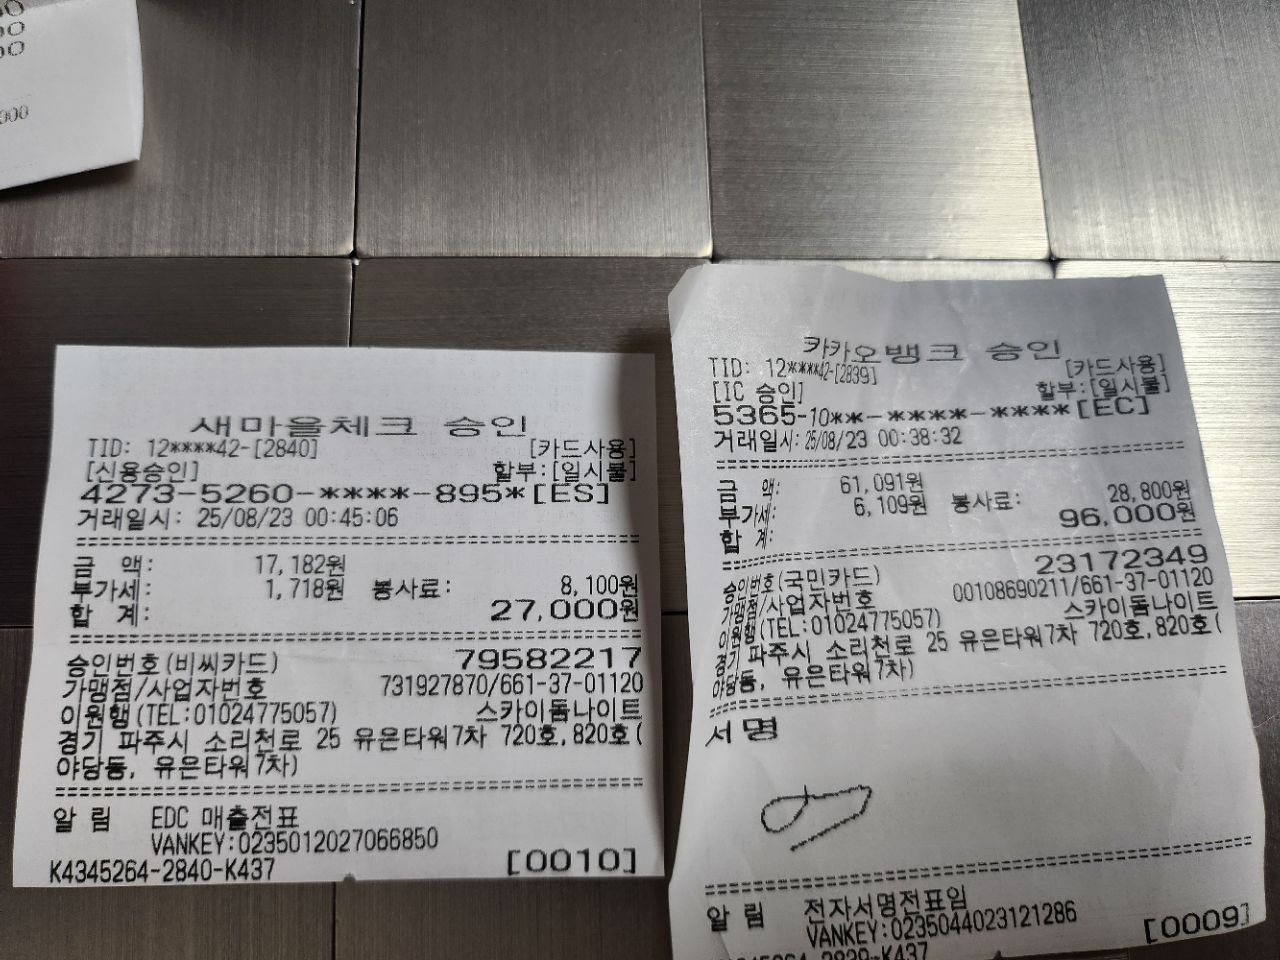 000
새마을체크 승인
TID: 12****42-[2840] [카드사용]
[신용승인] 할부:[일시불]
4273-5260-****-895*[ES]
거래일시: 25/08/23 00:45:06
금 액: 17,182원
부가세: 1,718원 봉사료: 8,100원
합 계: 27,000원
승인번호(비씨카드) 79582217
가맹점/사업자번호 731927870/661-37-01120
이원행(TEL:01024775057) 스카이돔나이트
경기 파주시 소리천로 25 유은타워7차 720호,820호(
야당동, 유은타워7차)
알 림 EDC 매출전표
VANKEY:0235012027066850
K4345264-2840-K437 [0010]
카카오뱅크 승인
TID: 12****42-[2839] [카드사용]
[IC 승인] 할부:[일시불]
5365-10**-****-****[EC]
거래일시: 25/08/23 00:38:32
금 액: 61,091원
부가세: 6,109원 봉사료: 28,800원
합 계: 96,000원
승인번호(국민카드) 23172349
가맹점/사업자번호 00108690211/661-37-01120
이원행(TEL:01024775057) 스카이돔나이트
경기 파주시 소리천로 25 유은타워7차 720호,820호(
야당동, 유은타워7차)
서명
알 림 전자서명전표임
VANKEY:0235044023121286
[0009]